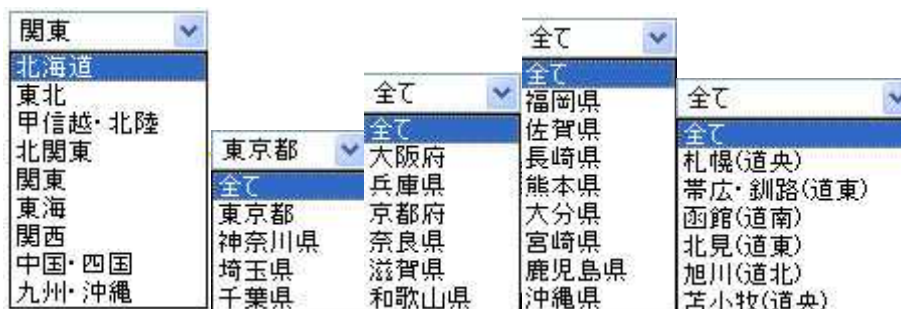 関東
北海道
東北
甲信越・北陸
北関東
関東
東海
関西
中国・四国
九州・沖縄
東京都
全て
東京都
神奈川県
埼玉県
千葉県
全て
全て
大阪府
兵庫県
京都府
奈良県
滋賀県
和歌山県
全て
全て
福岡県
佐賀県
長崎県
熊本県
大分県
宮崎県
鹿児島県
沖縄県
全て
全て
札幌(道央)
帯広・釧路(道東)
函館(道南)
北見(道東)
旭川(道北)
苫小牧(道央)